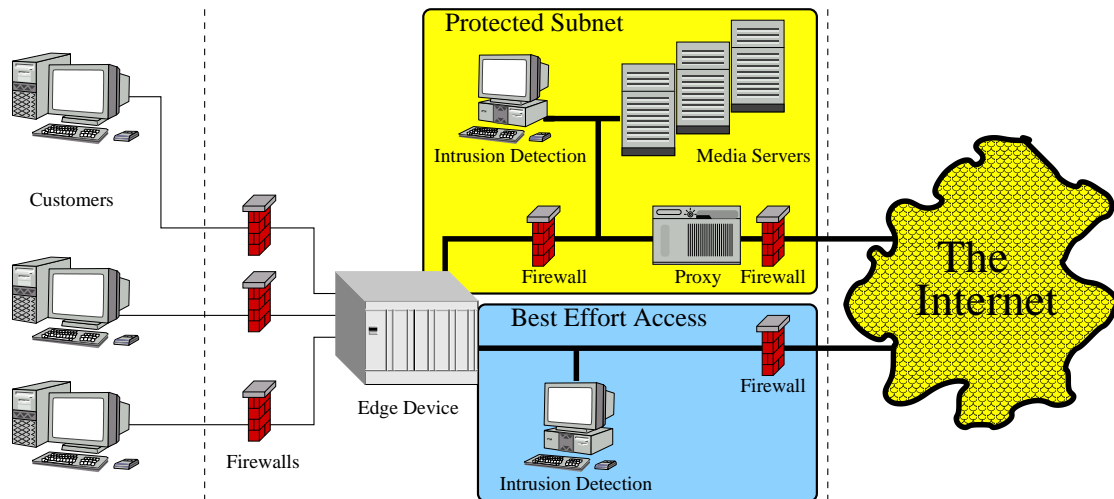 Protected Subnet
Intrusion Detection
Media Servers
Customers
Firewall
Proxy
Firewall
The
Internet
Best Effort Access
Firewall
Edge Device
Firewalls
Intrusion Detection